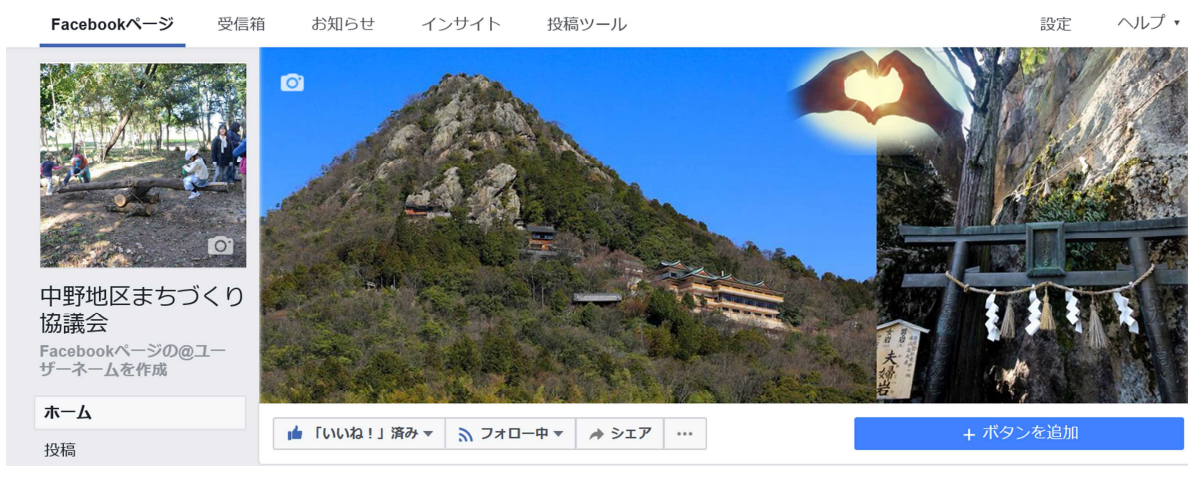 Facebookページ
受信箱
お知らせ
インサイト
投稿ツール
設定
ヘルプ
中野地区まちづくり
協議会
Facebookページの@ユー
ザーネームを作成
ホーム
投稿
夫婦岩
「いいね！」済み
フォロー中
シェア
+ ボタンを追加